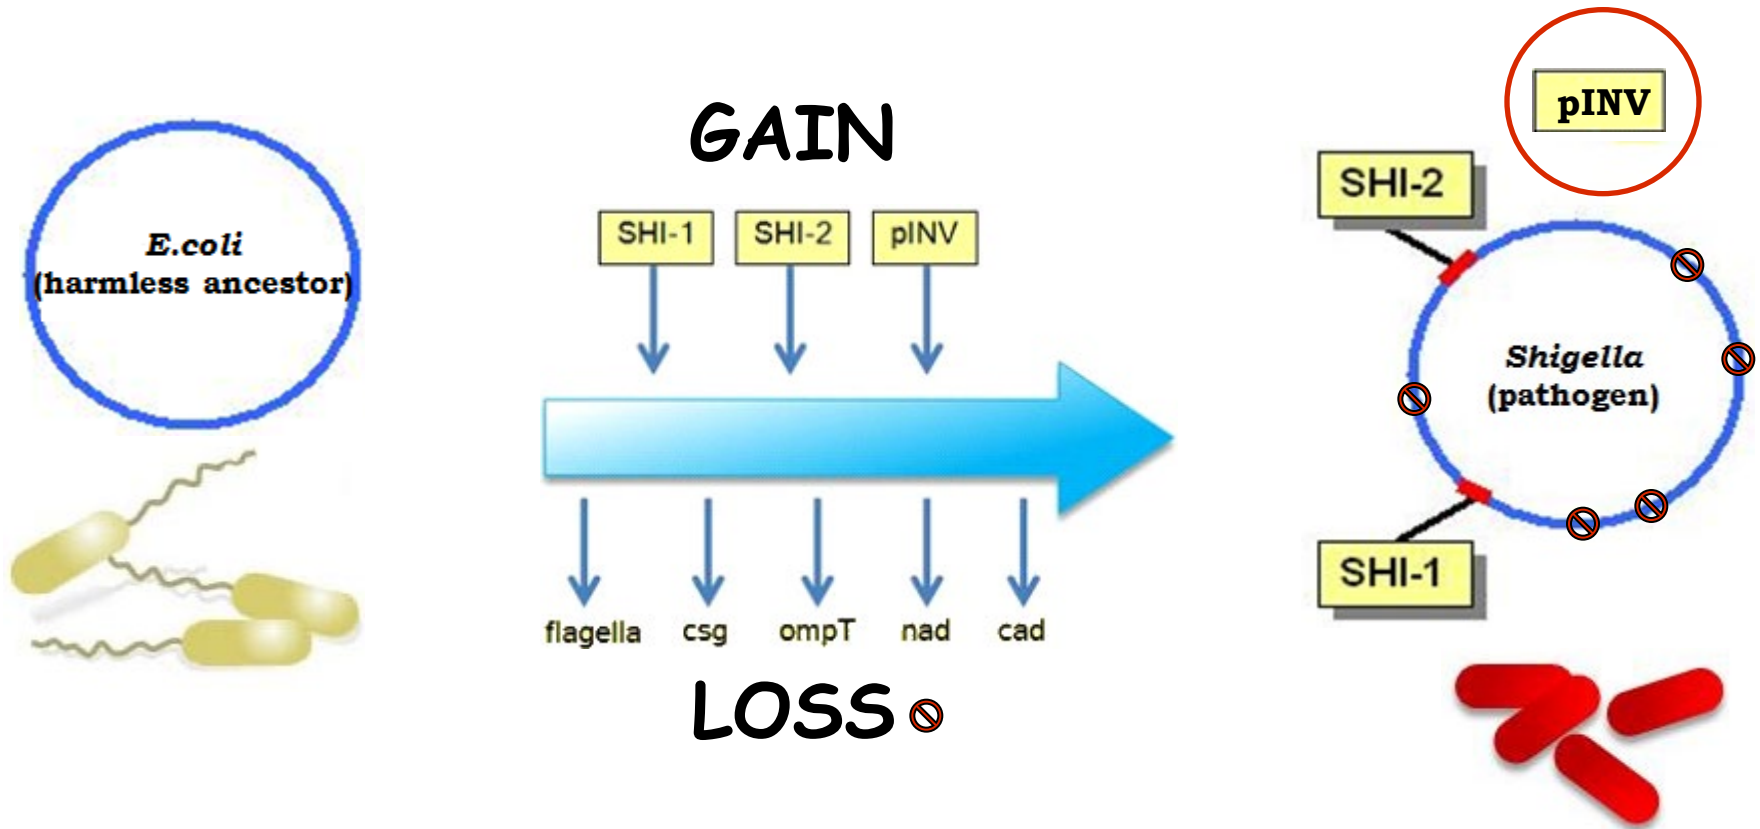 E.coli
(harmless ancestor)
GAIN
SHI-1 SHI-2 pINV
flagella csg ompT nad cad
LOSS
pINV
SHI-2
Shigella
(pathogen)
SHI-1